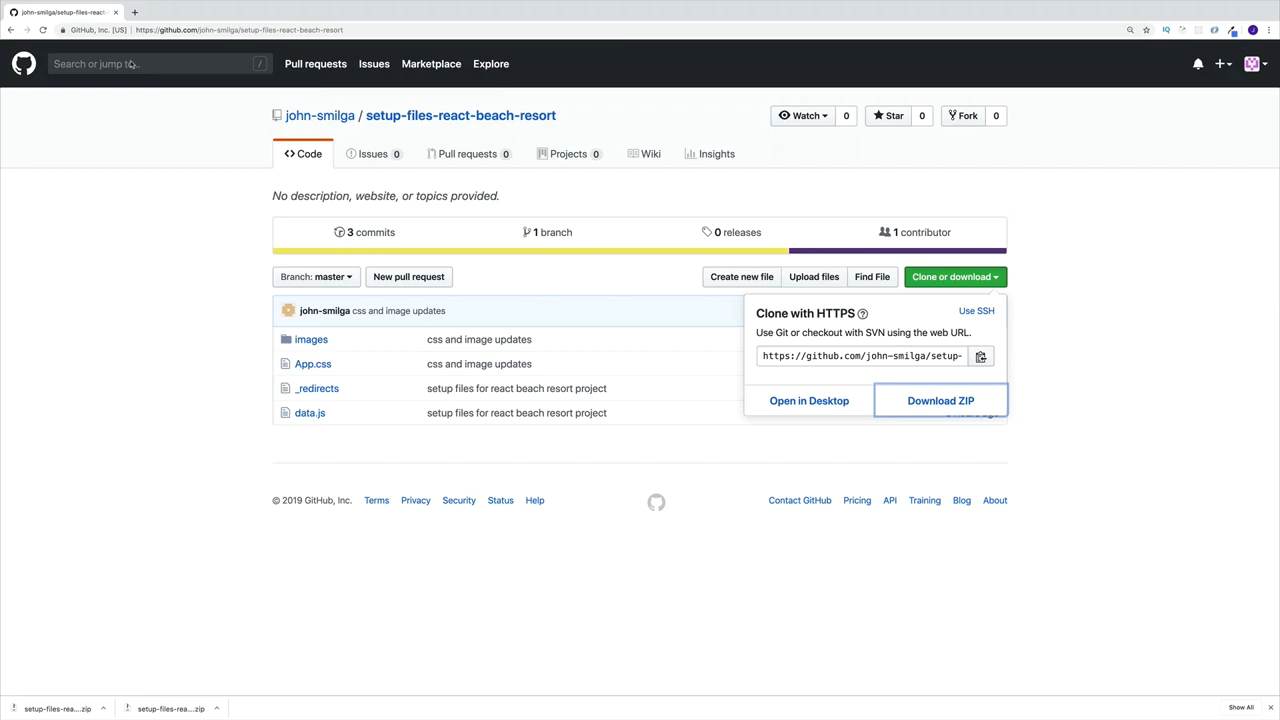 john-smilga/setup-files-react-
GitHub, Inc. [US] https://github.com/john-smilga/setup-files-react-beach-resort
Search or jump to... / Pull requests Issues Marketplace Explore
john-smilga / setup-files-react-beach-resort
Watch 0 Star 0 Fork 0
Code Issues 0 Pull requests 0 Projects 0 Wiki Insights
No description, website, or topics provided.
3 commits 1 branch 0 releases 1 contributor
Branch: master New pull request Create new file Upload files Find File Clone or download
john-smilga css and image updates
images css and image updates
App.css css and image updates
_redirects setup files for react beach resort project
data.js setup files for react beach resort project
Clone with HTTPS Use SSH
Use Git or checkout with SVN using the web URL.
https://github.com/john-smilga/setup-
Open in Desktop Download ZIP
© 2019 GitHub, Inc. Terms Privacy Security Status Help Contact GitHub Pricing API Training Blog About
setup-files-rea....zip setup-files-rea....zip Show All